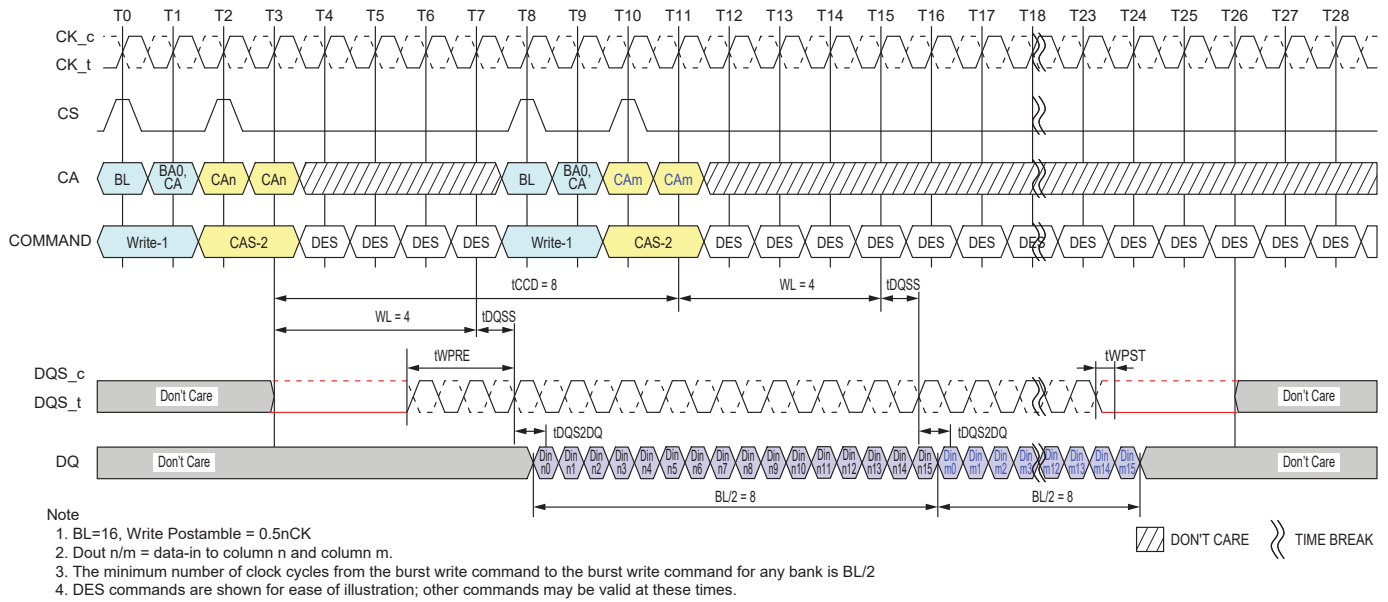 T0 T1 T2 T3 T4 T5 T6 T7 T8 T9 T10 T11 T12 T13 T14 T15 T16 T17 T18 T23 T24 T25 T26 T27 T28
CK_c
CK_t
CS
CA BL BA0, CA CAn CAn BL BA0, CA CAm CAm
COMMAND Write-1 CAS-2 DES DES DES DES Write-1 CAS-2 DES DES DES DES DES DES DES DES DES DES DES DES DES
tCCD = 8 WL = 4 tDQSS
WL = 4 tDQSS
tWPRE tWPST
DQS_c
DQS_t Don't Care Don't Care
tDQS2DQ tDQS2DQ
DQ Don't Care Din n0 Din n1 Din n2 Din n3 Din n4 Din n5 Din n6 Din n7 Din n8 Din n9 Din n10 Din n11 Din n12 Din n13 Din n14 Din n15 Din m0 Din m1 Din m2 Din m3 Din m12 Din m13 Din m14 Din m15 Don't Care
BL/2 = 8 BL/2 = 8
Note
1. BL=16, Write Postamble = 0.5nCK
2. Dout n/m = data-in to column n and column m.
3. The minimum number of clock cycles from the burst write command to the burst write command for any bank is BL/2
4. DES commands are shown for ease of illustration; other commands may be valid at these times.
DON'T CARE TIME BREAK